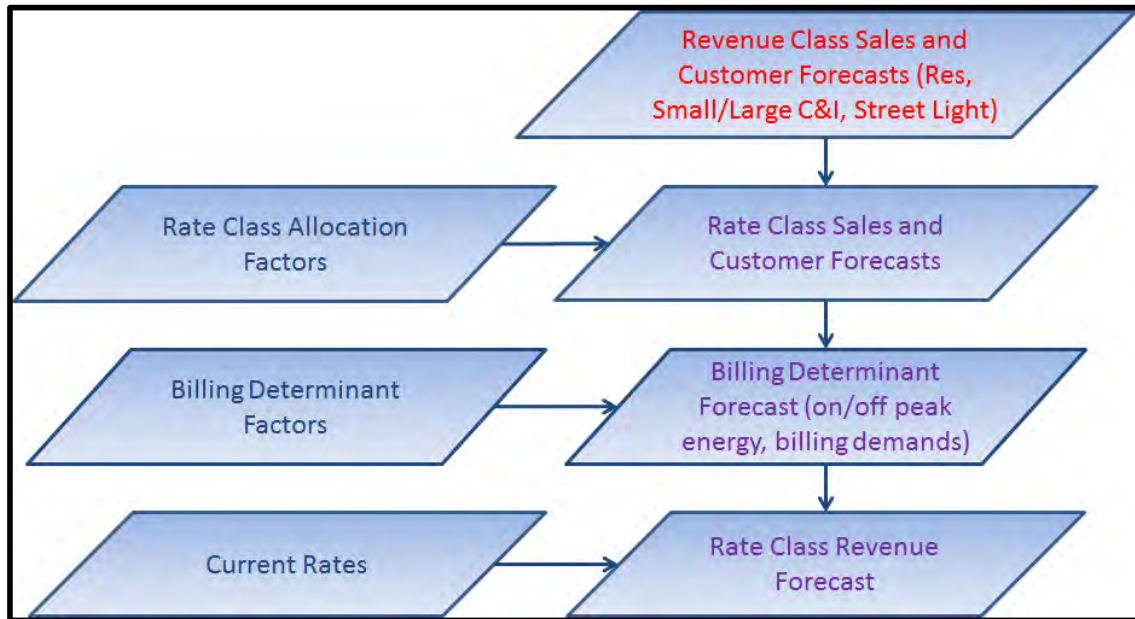 Revenue Class Sales and
Customer Forecasts (Res,
Small/Large C&I, Street Light)
Rate Class Allocation
Factors
Rate Class Sales and
Customer Forecasts
Billing Determinant
Factors
Billing Determinant
Forecast (on/off peak
energy, billing demands)
Current Rates
Rate Class Revenue
Forecast